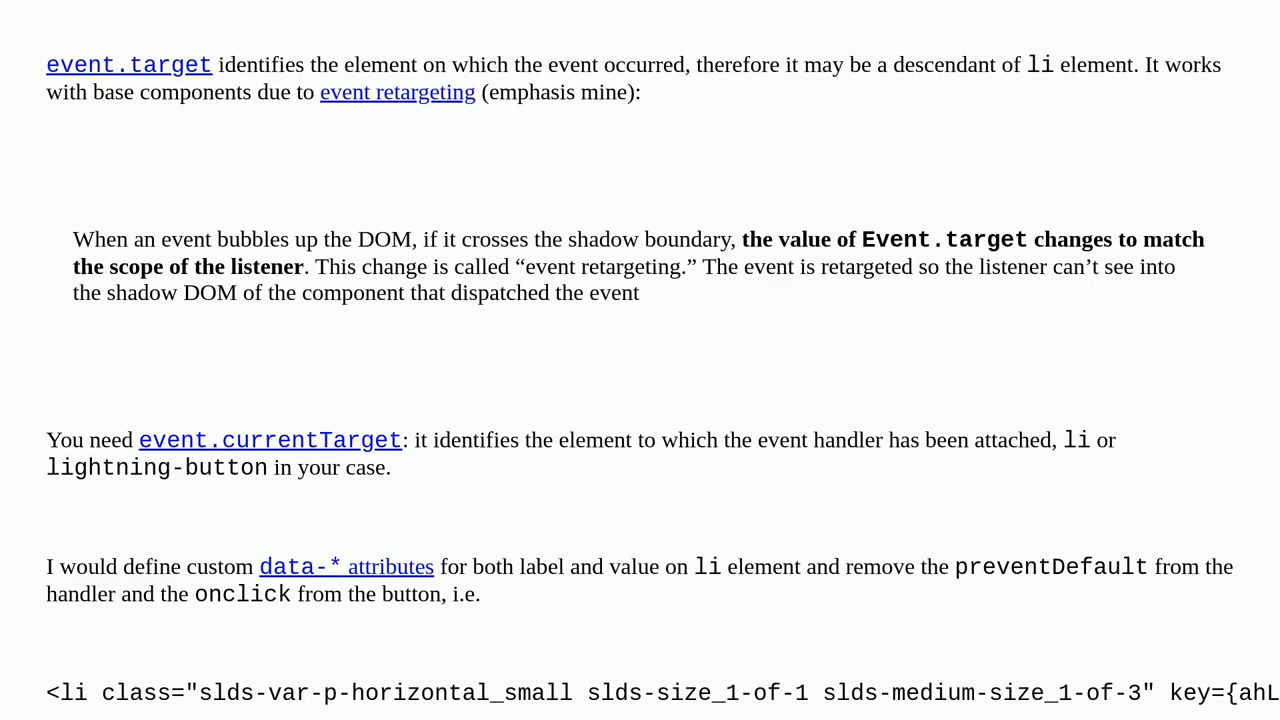 event.target identifies the element on which the event occurred, therefore it may be a descendant of li element. It works
with base components due to event retargeting (emphasis mine):
When an event bubbles up the DOM, if it crosses the shadow boundary, the value of Event.target changes to match
the scope of the listener. This change is called “event retargeting.” The event is retargeted so the listener can’t see into
the shadow DOM of the component that dispatched the event
You need event.currentTarget: it identifies the element to which the event handler has been attached, li or
lightning-button in your case.
I would define custom data-* attributes for both label and value on li element and remove the preventDefault from the
handler and the onclick from the button, i.e.
<li class="slds-var-p-horizontal_small slds-size_1-of-1 slds-medium-size_1-of-3" key={ahL